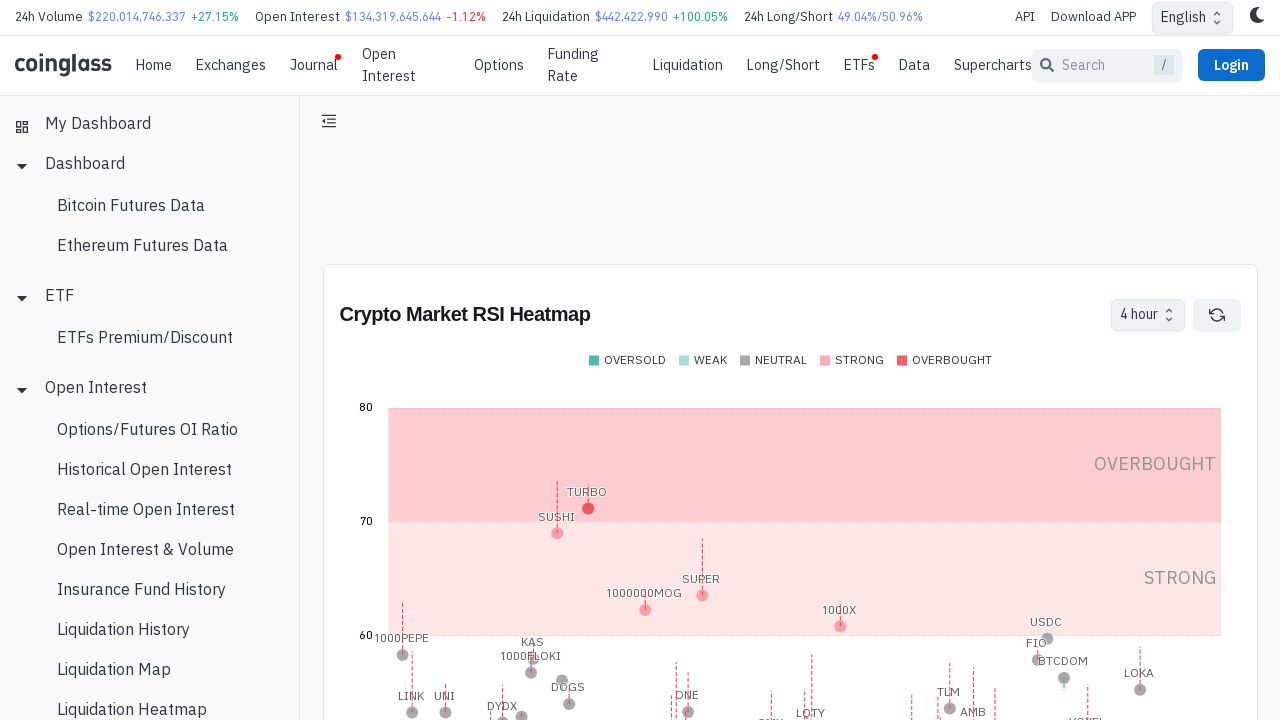 24h Volume $220,014,746,337 +27.15% Open Interest $134,319,645,644 -1.12% 24h Liquidation $442,422,990 +100.05% 24h Long/Short 49.04%/50.96% API Download APP English
coinglass Home Exchanges Journal Open Interest Options Funding Rate Liquidation Long/Short ETFs Data Supercharts Search / Login
My Dashboard
Dashboard
Bitcoin Futures Data
Ethereum Futures Data
ETF
ETFs Premium/Discount
Open Interest
Options/Futures OI Ratio
Historical Open Interest
Real-time Open Interest
Open Interest & Volume
Insurance Fund History
Liquidation History
Liquidation Map
Liquidation Heatmap
Crypto Market RSI Heatmap 4 hour
OVERSOLD WEAK NEUTRAL STRONG OVERBOUGHT
80
OVERBOUGHT
TURBO
SUSHI
70
STRONG
SUPER
1000000MOG
1000X
USDC
60
1000PEPE
KAS
FIO
1000FLOKI
BTCDOM
LOKA
DOGS
LINK
UNI
ONE
TLM
DYDX
AMB